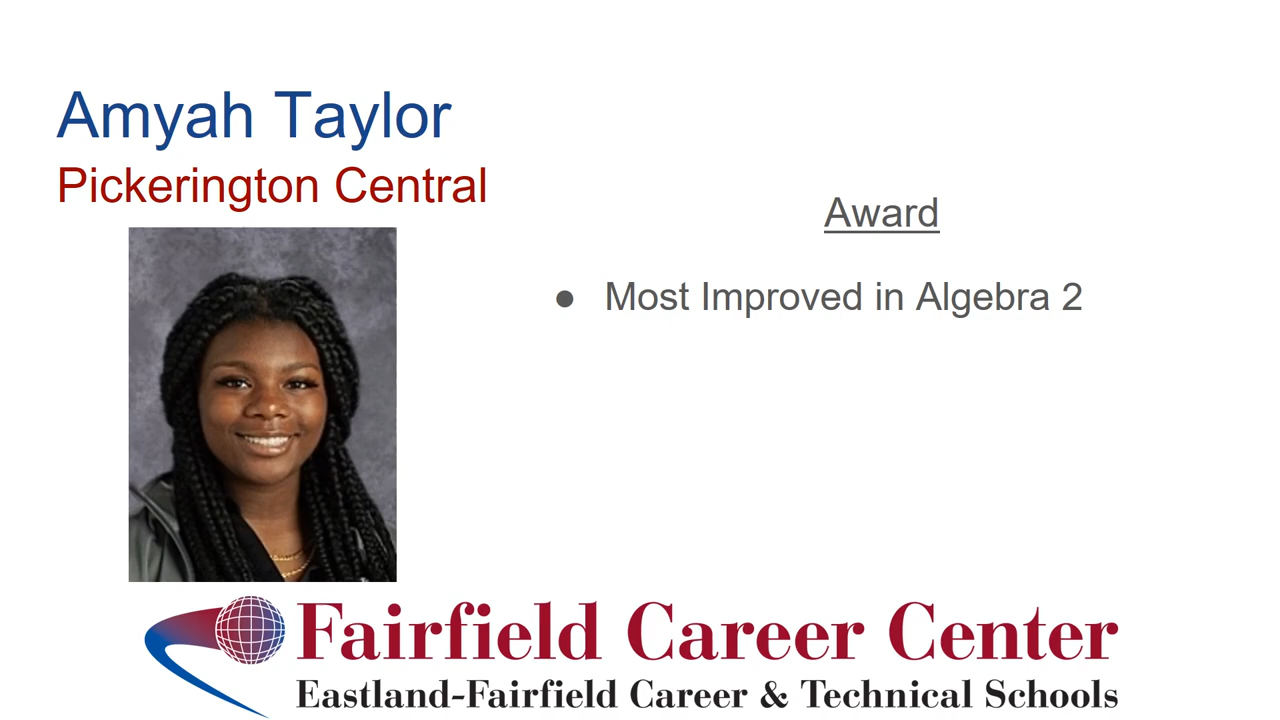 Amyah Taylor
Pickerington Central
Award
● Most Improved in Algebra 2
Fairfield Career Center
Eastland-Fairfield Career & Technical Schools